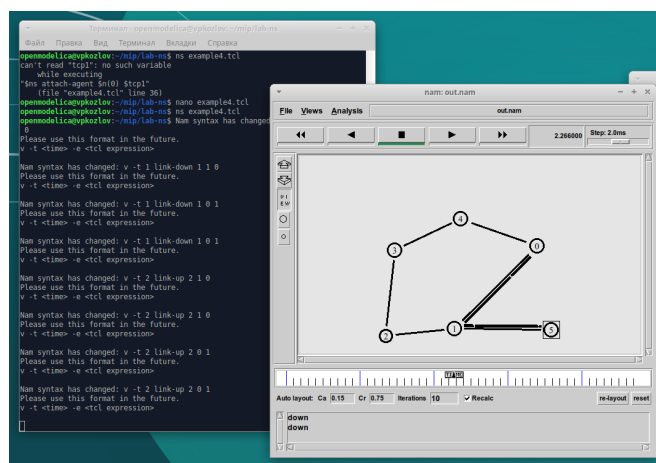 Терминал - openmodelica@vpkozlov: ~/mip/lab-ns
Файл Правка Вид Терминал Вкладки Справка
openmodelica@vpkozlov:~/mip/lab-ns$ ns example4.tcl
can't read "tcp1": no such variable
while executing
"$ns attach-agent $n(0) $tcp1"
(file "example4.tcl" line 36)
openmodelica@vpkozlov:~/mip/lab-ns$ nano example4.tcl
openmodelica@vpkozlov:~/mip/lab-ns$ ns example4.tcl
openmodelica@vpkozlov:~/mip/lab-ns$ Nam syntax has changed
0
Please use this format in the future.
v -t <time> -e <tcl expression>
Nam syntax has changed: v -t 1 link-down 1 1 0
Please use this format in the future.
v -t <time> -e <tcl expression>
Nam syntax has changed: v -t 1 link-down 1 0 1
Please use this format in the future.
v -t <time> -e <tcl expression>
Nam syntax has changed: v -t 1 link-down 1 0 1
Please use this format in the future.
v -t <time> -e <tcl expression>
Nam syntax has changed: v -t 2 link-up 2 1 0
Please use this format in the future.
v -t <time> -e <tcl expression>
Nam syntax has changed: v -t 2 link-up 2 1 0
Please use this format in the future.
v -t <time> -e <tcl expression>
Nam syntax has changed: v -t 2 link-up 2 0 1
Please use this format in the future.
v -t <time> -e <tcl expression>
Nam syntax has changed: v -t 2 link-up 2 0 1
Please use this format in the future.
v -t <time> -e <tcl expression>
nam: out.nam
File Views Analysis out.nam
2.266000 Step: 2.0ms
4
0
3
1
5
2
Auto layout: Ca 0.15 Cr 0.75 Iterations 10 Recalc re-layout reset
down
down